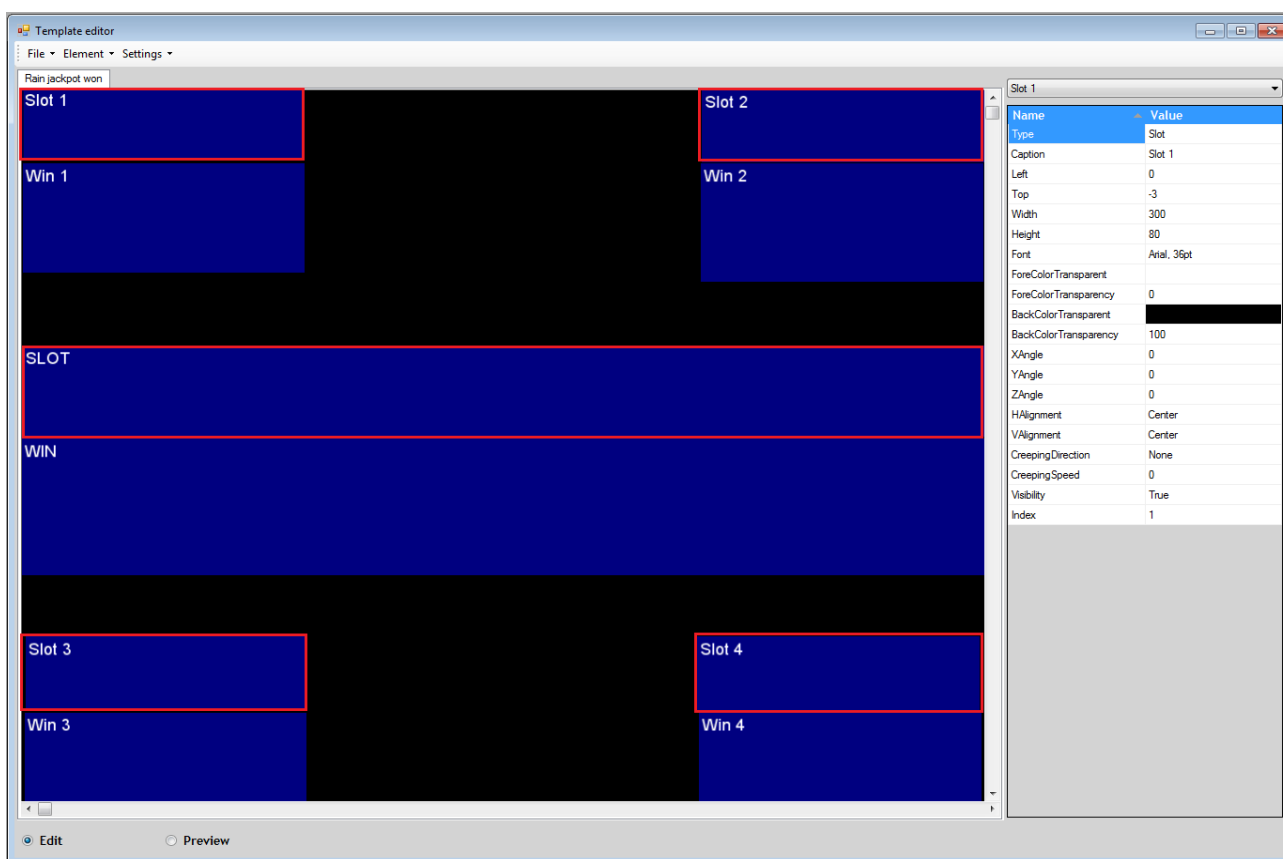 Template editor
File Element Settings
Rain jackpot won
Slot 1
Slot 2
Win 1
Win 2
SLOT
WIN
Slot 3
Slot 4
Win 3
Win 4
Edit
Preview
Slot 1
Name Value
Type Slot
Caption Slot 1
Left 0
Top -3
Width 300
Height 80
Font Arial, 36pt
ForeColorTransparent
ForeColorTransparency 0
BackColorTransparent
BackColorTransparency 100
XAngle 0
YAngle 0
ZAngle 0
HAlignment Center
VAlignment Center
CreepingDirection None
CreepingSpeed 0
Visibility True
Index 1